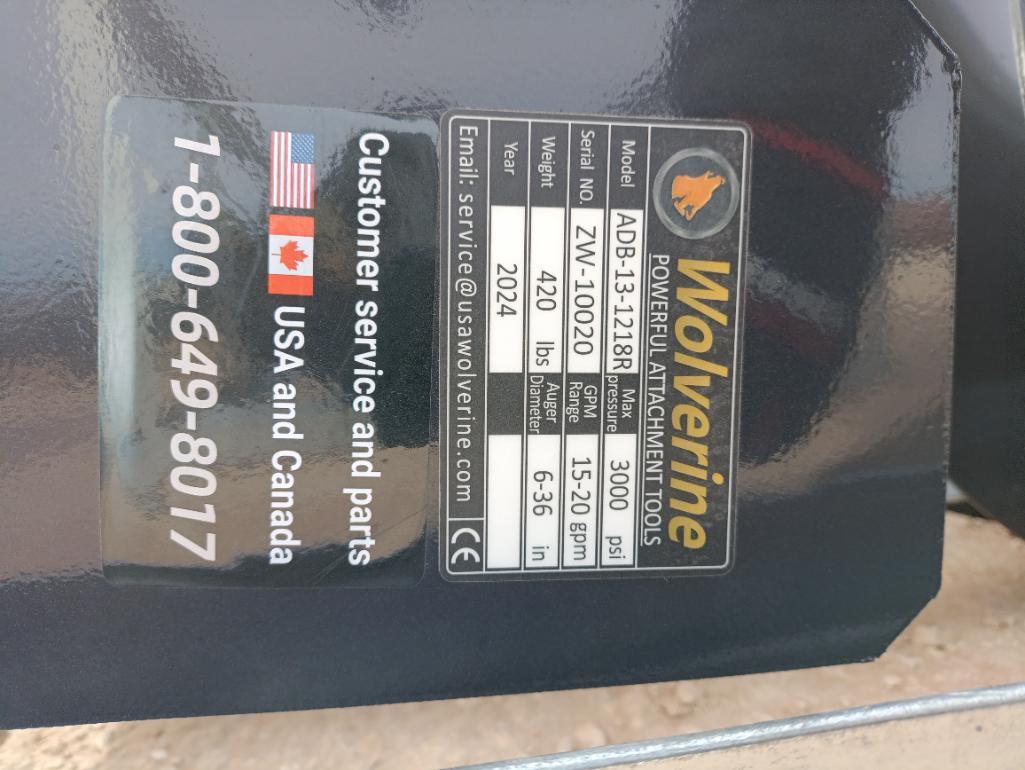 Wolverine
POWERFUL ATTACHMENT TOOLS
Model ADB-13-1218R Max pressure 3000 psi
Serial NO. ZW-10020 GPM Range 15-20 gpm
Weight 420 lbs Auger Diameter 6-36 in
Year 2024
Email: service@usawolverine.com CE
Customer service and parts
USA and Canada
1-800-649-8017